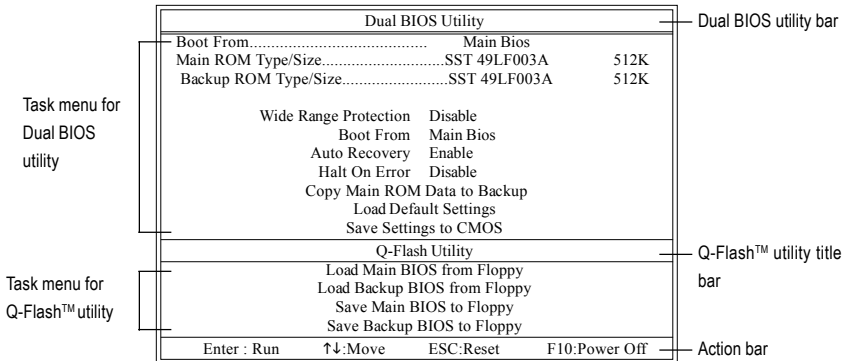 Dual BIOS Utility
Dual BIOS utility bar
Boot From......................................... Main Bios
Main ROM Type/Size.............................SST 49LF003A 512K
Backup ROM Type/Size.........................SST 49LF003A 512K
Task menu for
Dual BIOS
utility
Wide Range Protection Disable
Boot From Main Bios
Auto Recovery Enable
Halt On Error Disable
Copy Main ROM Data to Backup
Load Default Settings
Save Settings to CMOS
Q-Flash Utility
Q-Flash™ utility title
bar
Task menu for
Q-Flash™ utility
Load Main BIOS from Floppy
Load Backup BIOS from Floppy
Save Main BIOS to Floppy
Save Backup BIOS to Floppy
Enter : Run ↑↓:Move ESC:Reset F10:Power Off
Action bar